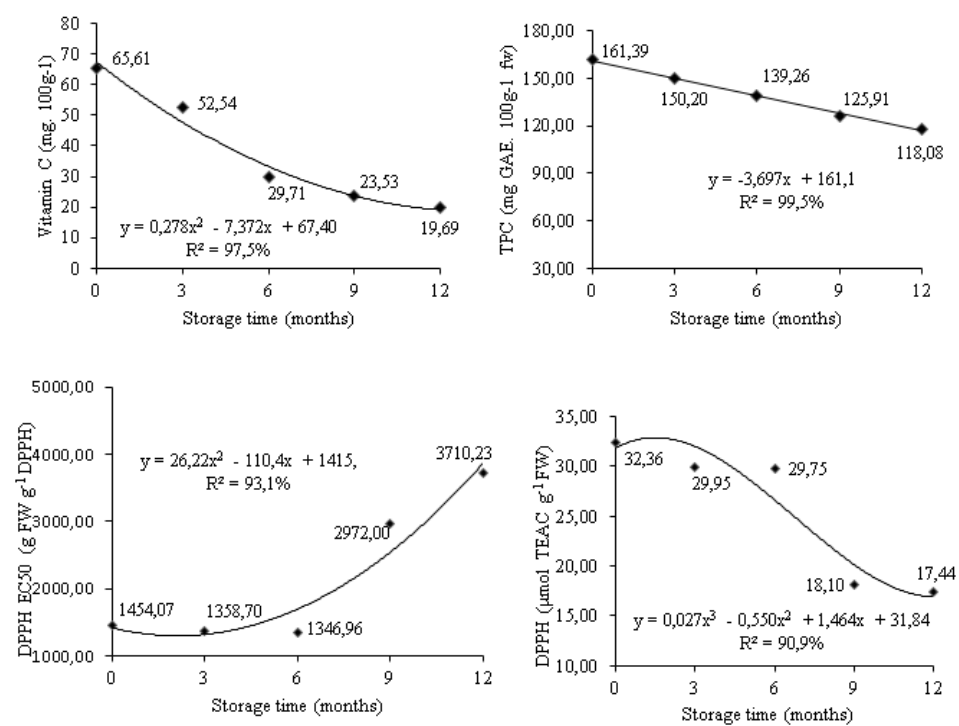 80
70
60
50
40
30
20
10
0
Vitamin C (mg. 100g-1)
65,61
52,54
29,71
23,53
19,69
y = 0,278x² - 7,372x + 67,40
R² = 97,5%
0 3 6 9 12
Storage time (months)
180,00
150,00
120,00
90,00
60,00
30,00
TPC (mg GAE. 100g-1 fw)
161,39
150,20
139,26
125,91
118,08
y = -3,697x + 161,1
R² = 99,5%
0 3 6 9 12
Storage time (months)
5000,00
4000,00
3000,00
2000,00
1000,00
DPPH EC50 (g FW g⁻¹ DPPH)
y = 26,22x² - 110,4x + 1415,
R² = 93,1%
1454,07
1358,70
1346,96
2972,00
3710,23
0 3 6 9 12
Storage time (months)
35,00
30,00
25,00
20,00
15,00
10,00
DPPH (µmol TEAC g⁻¹ FW)
32,36
29,95
29,75
18,10
17,44
y = 0,027x³ - 0,550x² + 1,464x + 31,84
R² = 90,9%
0 3 6 9 12
Storage time (months)